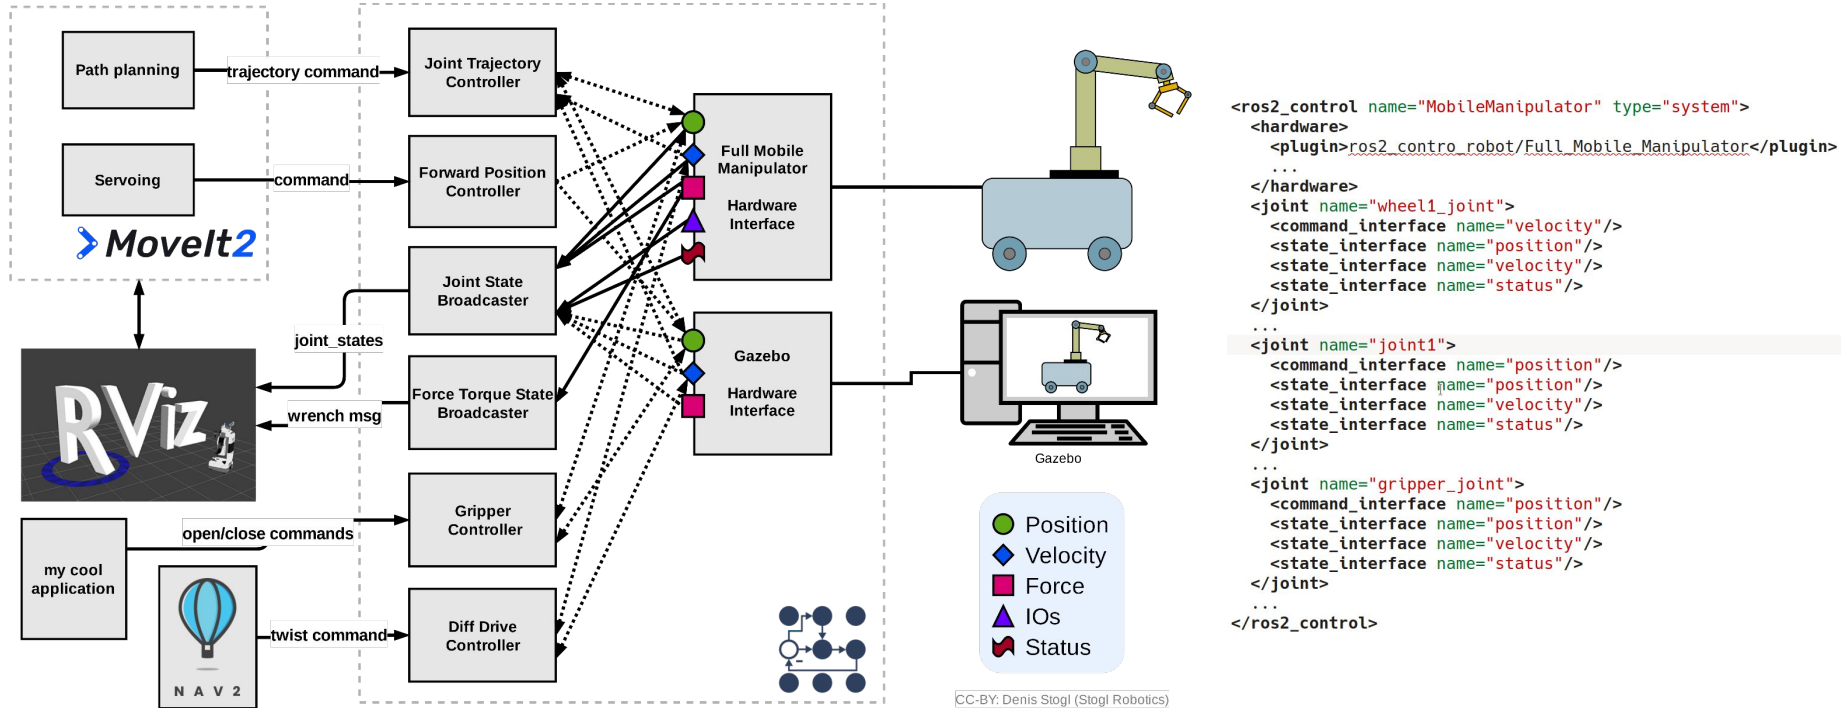 Path planning
trajectory command
Servoing
command
MoveIt2
joint_states
RViz
wrench msg
my cool
application
open/close commands
NAV2
twist command
Joint Trajectory
Controller
Forward Position
Controller
Joint State
Broadcaster
Force Torque State
Broadcaster
Gripper
Controller
Diff Drive
Controller
Full Mobile
Manipulator
Hardware
Interface
Gazebo
Hardware
Interface
Gazebo
Position
Velocity
Force
IOs
Status
CC-BY: Denis Stogl (Stogl Robotics)
<ros2_control name="MobileManipulator" type="system">
<hardware>
<plugin>ros2_contro_robot/Full_Mobile_Manipulator</plugin>
...
</hardware>
<joint name="wheel1_joint">
<command_interface name="velocity"/>
<state_interface name="position"/>
<state_interface name="velocity"/>
<state_interface name="status"/>
</joint>
...
<joint name="joint1">
<command_interface name="position"/>
<state_interface name="position"/>
<state_interface name="velocity"/>
<state_interface name="status"/>
</joint>
...
<joint name="gripper_joint">
<command_interface name="position"/>
<state_interface name="position"/>
<state_interface name="velocity"/>
<state_interface name="status"/>
</joint>
...
</ros2_control>